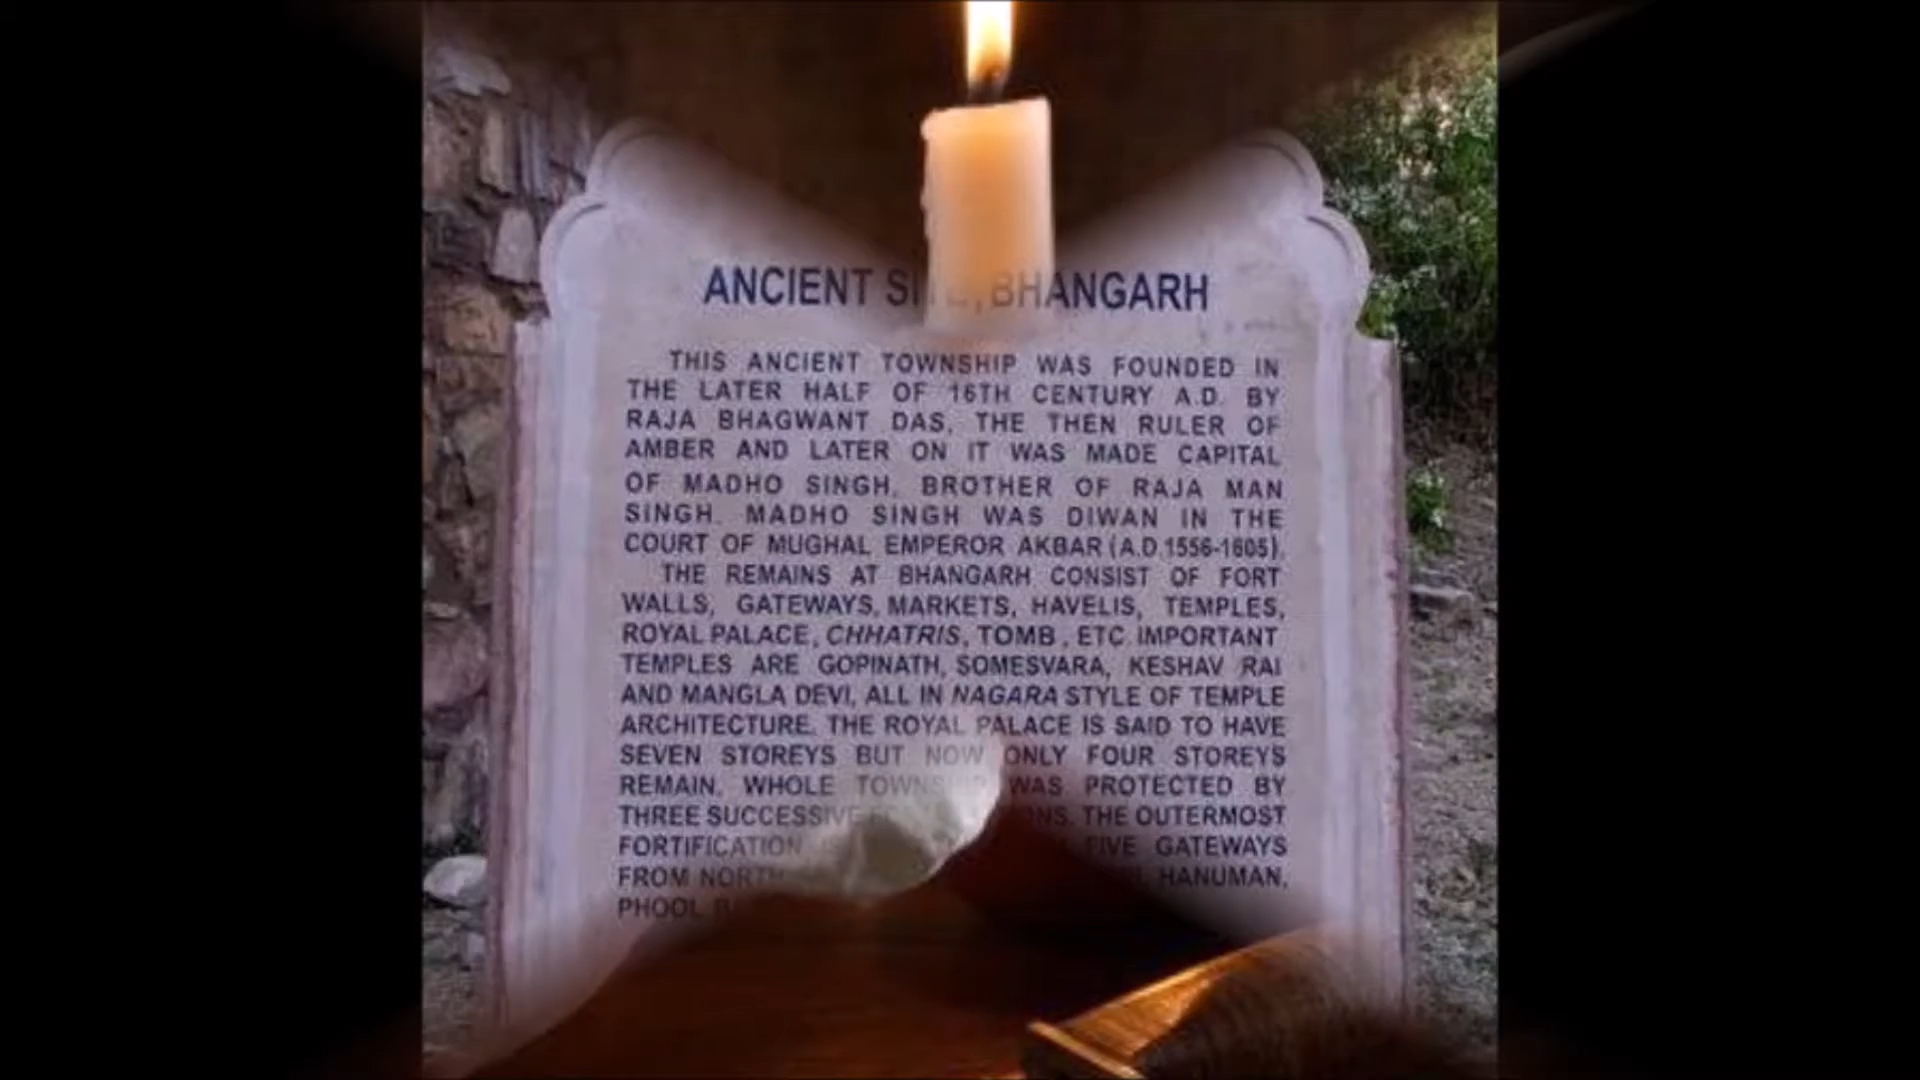 ANCIENT SITE, BHANGARH
THIS ANCIENT TOWNSHIP WAS FOUNDED IN
THE LATER HALF OF 16TH CENTURY A.D. BY
RAJA BHAGWANT DAS, THE THEN RULER OF
AMBER AND LATER ON IT WAS MADE CAPITAL
OF MADHO SINGH, BROTHER OF RAJA MAN
SINGH. MADHO SINGH WAS DIWAN IN THE
COURT OF MUGHAL EMPEROR AKBAR (A.D.1556-1605).
THE REMAINS AT BHANGARH CONSIST OF FORT
WALLS, GATEWAYS, MARKETS, HAVELIS, TEMPLES,
ROYAL PALACE, CHHATRIS, TOMB, ETC. IMPORTANT
TEMPLES ARE GOPINATH, SOMESVARA, KESHAV RAI
AND MANGLA DEVI, ALL IN NAGARA STYLE OF TEMPLE
ARCHITECTURE. THE ROYAL PALACE IS SAID TO HAVE
SEVEN STOREYS BUT NOW ONLY FOUR STOREYS
REMAIN. WHOLE TOWNSHIP WAS PROTECTED BY
THREE SUCCESSIVE THE OUTERMOST
FORTIFICATION FIVE GATEWAYS
FROM NORTH HANUMAN,
PHOOL